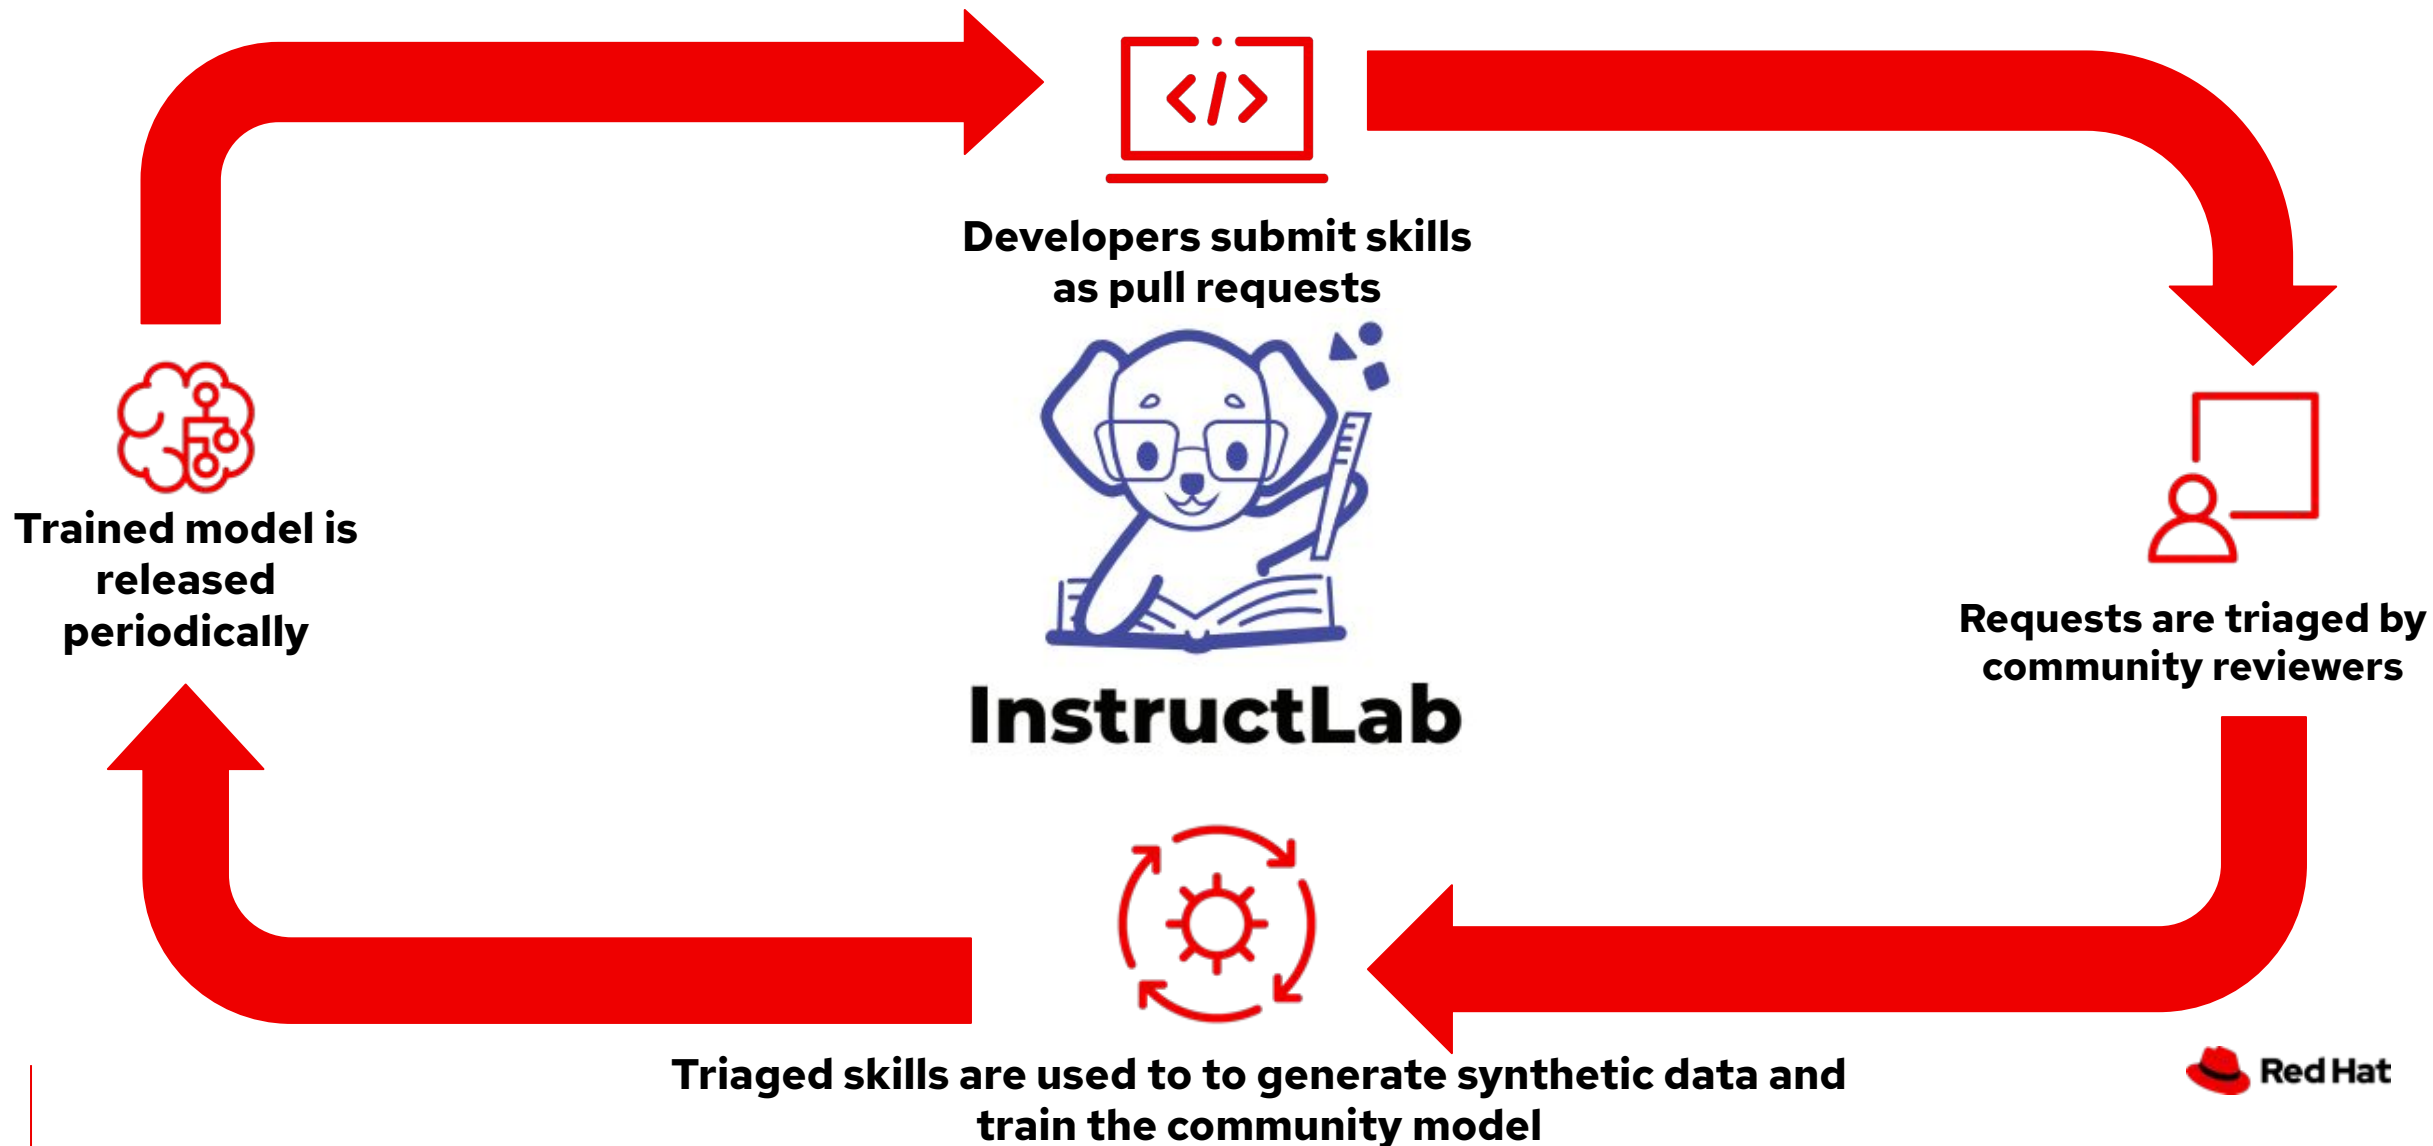 Developers submit skills
as pull requests
Trained model is
released
periodically
InstructLab
Requests are triaged by
community reviewers
Triaged skills are used to to generate synthetic data and
train the community model
Red Hat